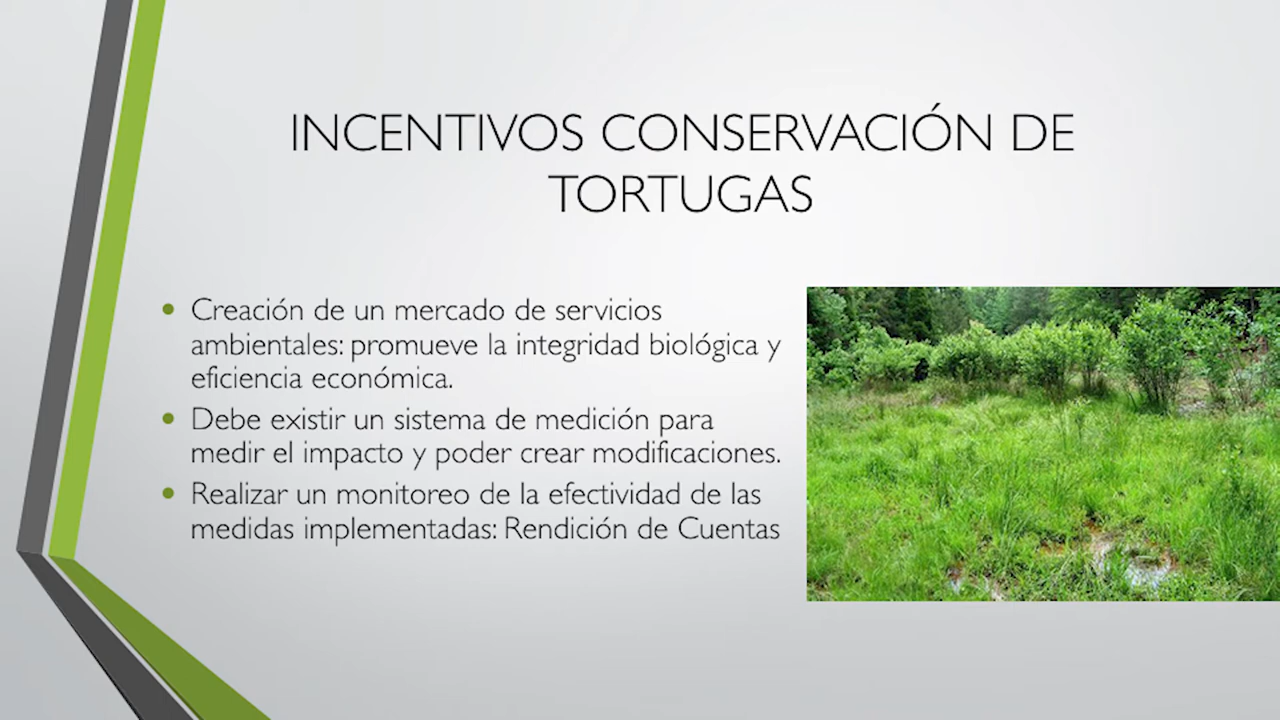 INCENTIVOS CONSERVACIÓN DE
TORTUGAS
• Creación de un mercado de servicios
ambientales: promueve la integridad biológica y
eficiencia económica.
• Debe existir un sistema de medición para
medir el impacto y poder crear modificaciones.
• Realizar un monitoreo de la efectividad de las
medidas implementadas: Rendición de Cuentas